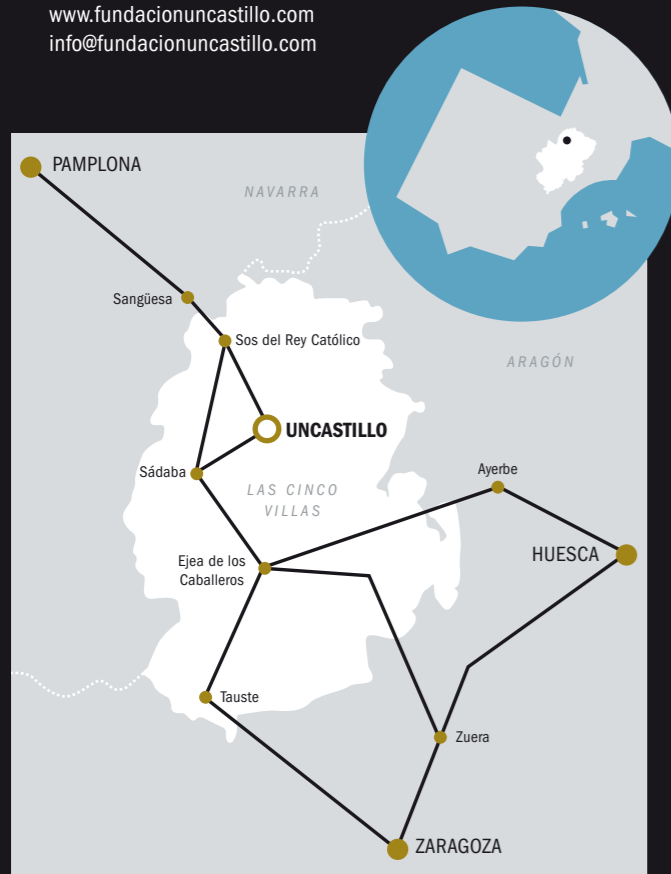 www.fundacionuncastillo.com
info@fundacionuncastillo.com
PAMPLONA
NAVARRA
Sangüesa
Sos del Rey Católico
ARAGÓN
UNCASTILLO
Sádaba
LAS CINCO
VILLAS
Ayerbe
HUESCA
Ejea de los
Caballeros
Tauste
Zuera
ZARAGOZA